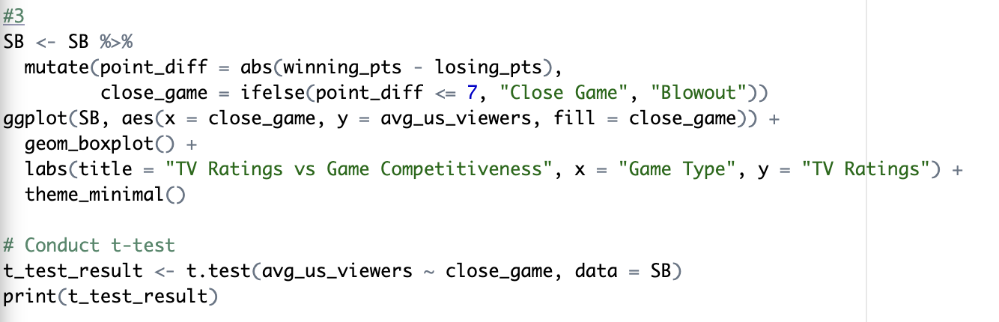 #3
SB <- SB %>%
  mutate(point_diff = abs(winning_pts - losing_pts),
         close_game = ifelse(point_diff <= 7, "Close Game", "Blowout"))
ggplot(SB, aes(x = close_game, y = avg_us_viewers, fill = close_game)) +
  geom_boxplot() +
  labs(title = "TV Ratings vs Game Competitiveness", x = "Game Type", y = "TV Ratings") +
  theme_minimal()

# Conduct t-test
t_test_result <- t.test(avg_us_viewers ~ close_game, data = SB)
print(t_test_result)